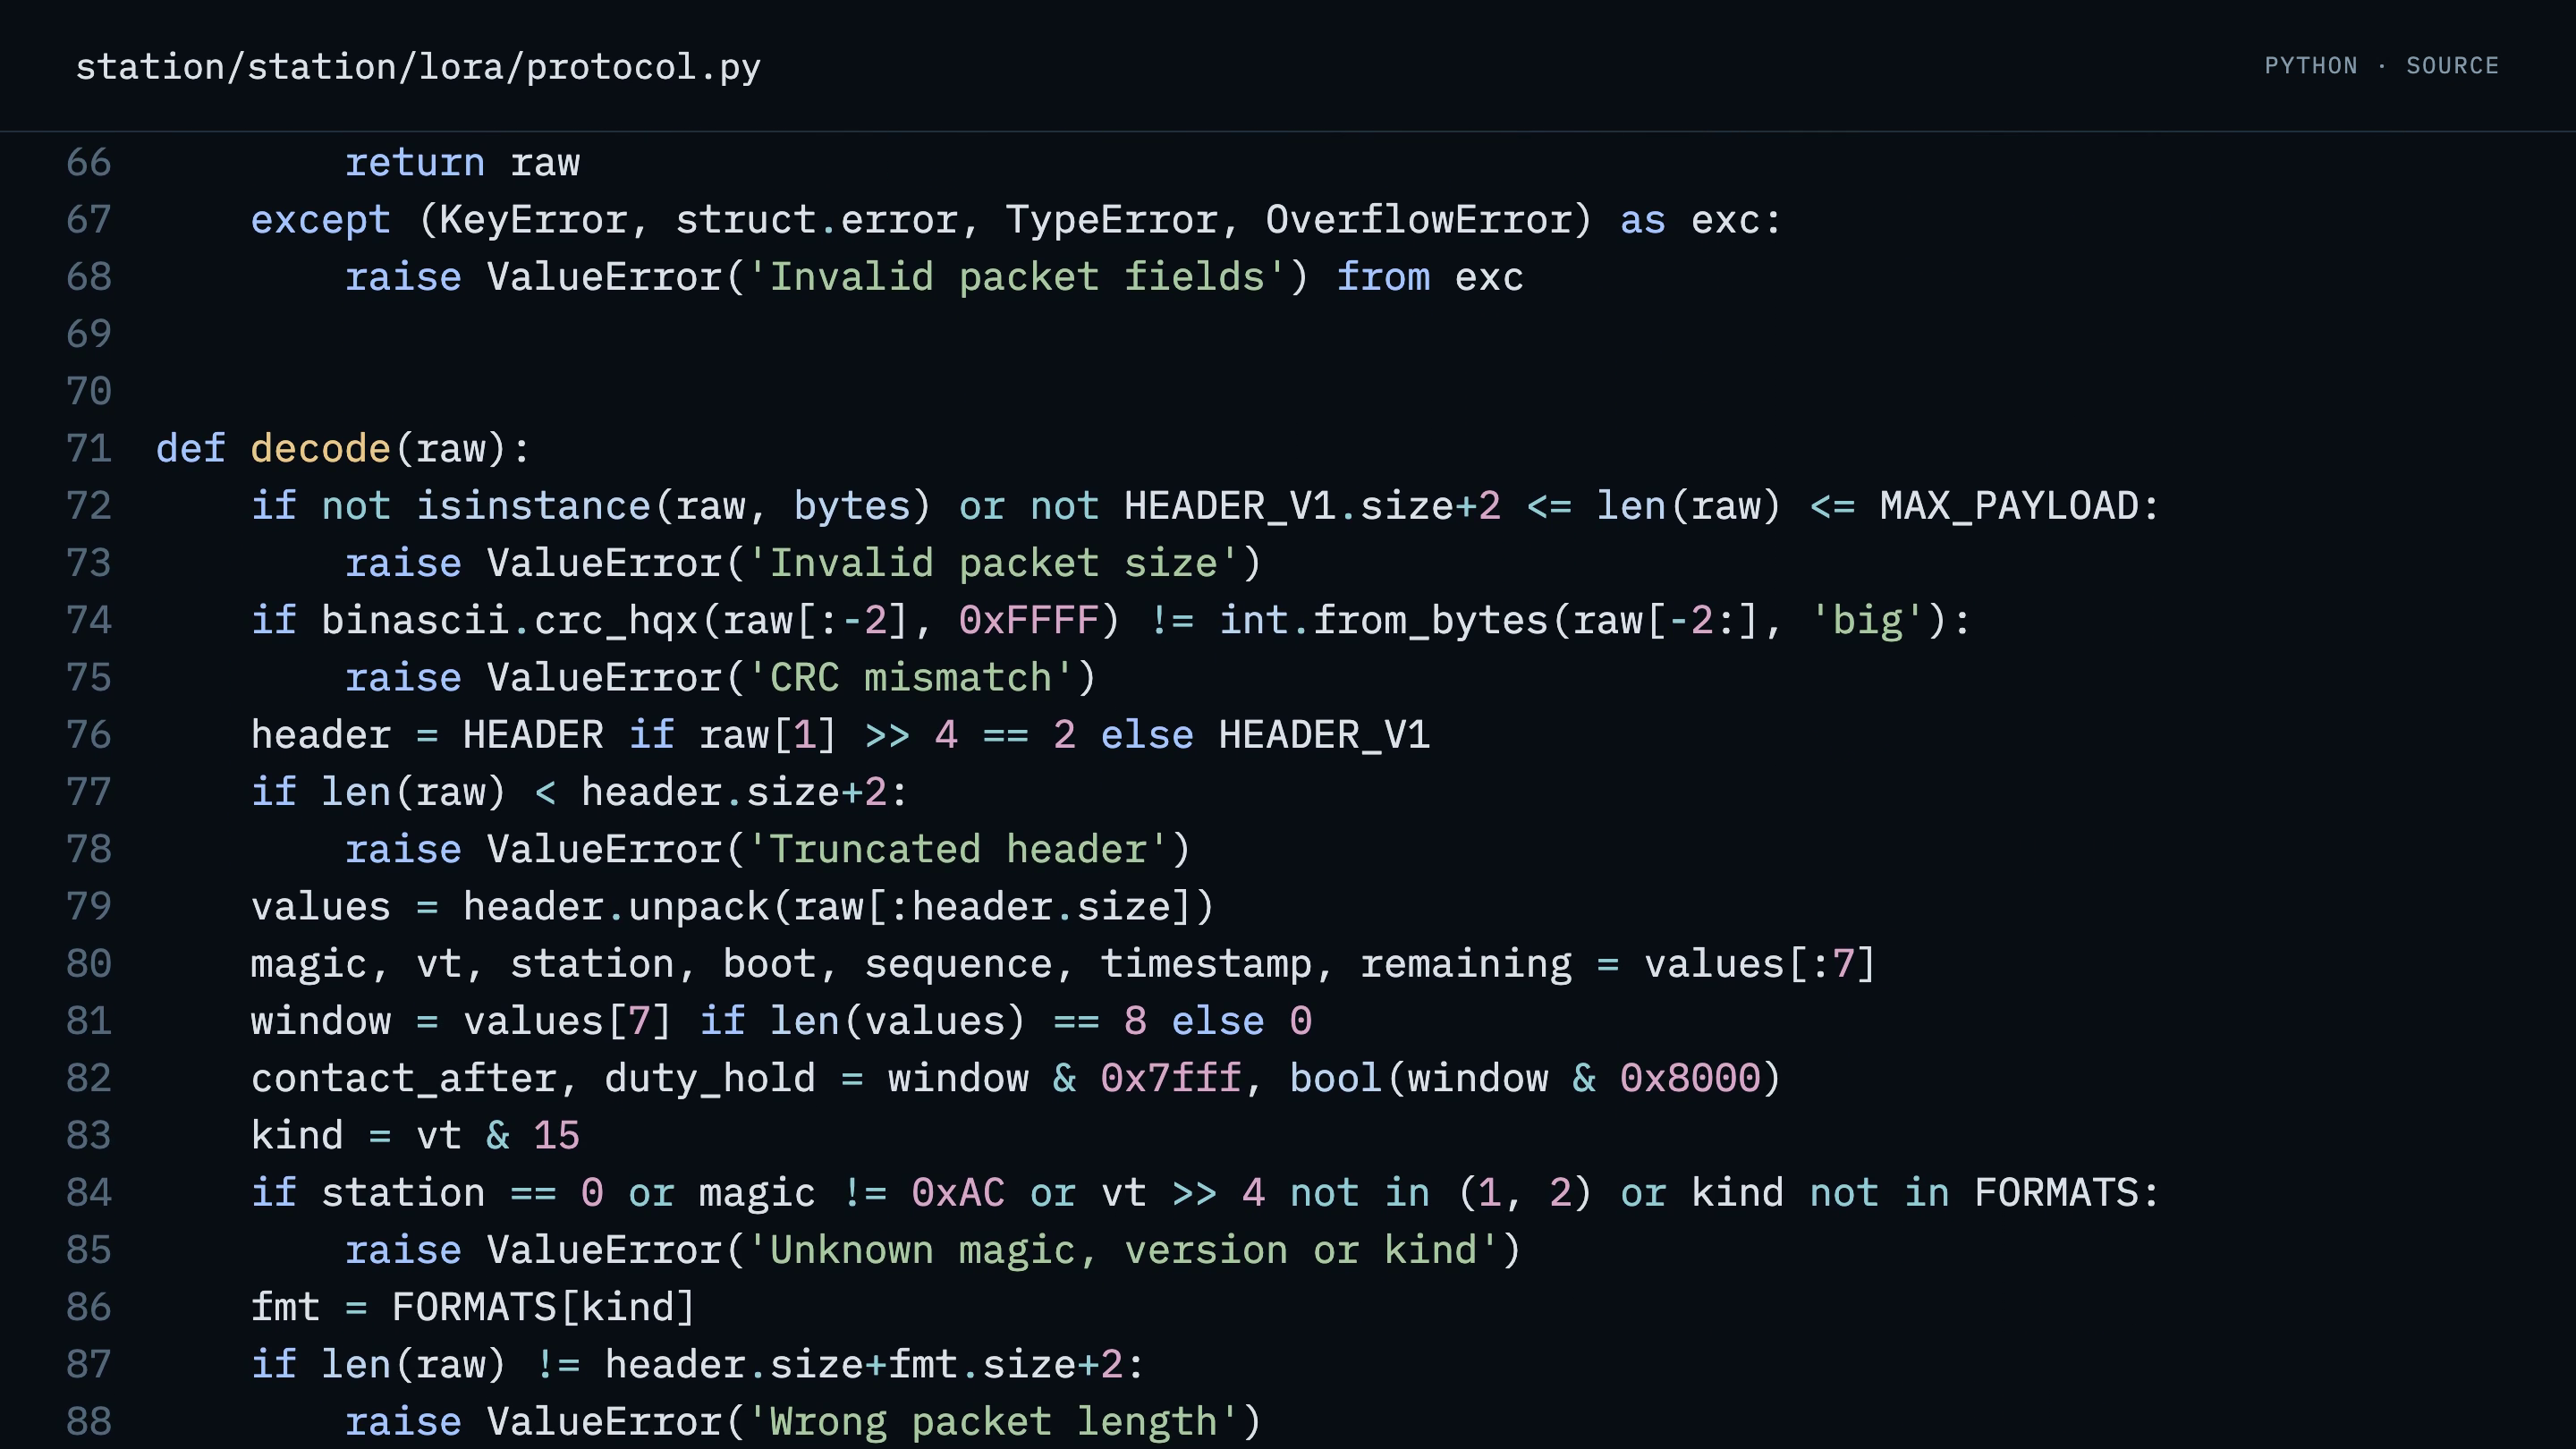 station/station/lora/protocol.py
PYTHON · SOURCE
66         return raw
67     except (KeyError, struct.error, TypeError, OverflowError) as exc:
68         raise ValueError('Invalid packet fields') from exc
69
70
71 def decode(raw):
72     if not isinstance(raw, bytes) or not HEADER_V1.size+2 <= len(raw) <= MAX_PAYLOAD:
73         raise ValueError('Invalid packet size')
74     if binascii.crc_hqx(raw[:-2], 0xFFFF) != int.from_bytes(raw[-2:], 'big'):
75         raise ValueError('CRC mismatch')
76     header = HEADER if raw[1] >> 4 == 2 else HEADER_V1
77     if len(raw) < header.size+2:
78         raise ValueError('Truncated header')
79     values = header.unpack(raw[:header.size])
80     magic, vt, station, boot, sequence, timestamp, remaining = values[:7]
81     window = values[7] if len(values) == 8 else 0
82     contact_after, duty_hold = window & 0x7fff, bool(window & 0x8000)
83     kind = vt & 15
84     if station == 0 or magic != 0xAC or vt >> 4 not in (1, 2) or kind not in FORMATS:
85         raise ValueError('Unknown magic, version or kind')
86     fmt = FORMATS[kind]
87     if len(raw) != header.size+fmt.size+2:
88         raise ValueError('Wrong packet length')